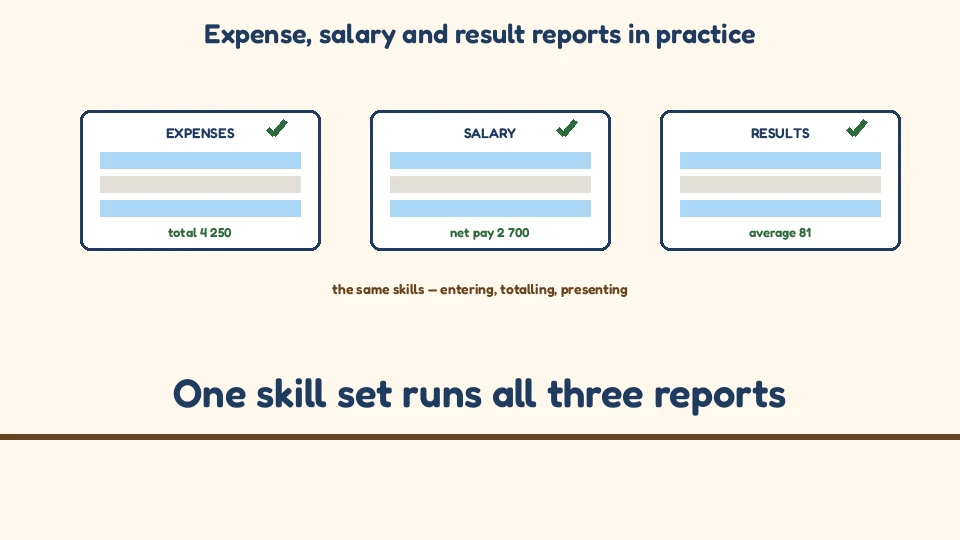 Expense, salary and result reports in practice
EXPENSES
total 4 250
SALARY
net pay 2 700
RESULTS
average 81
the same skills — entering, totalling, presenting
One skill set runs all three reports